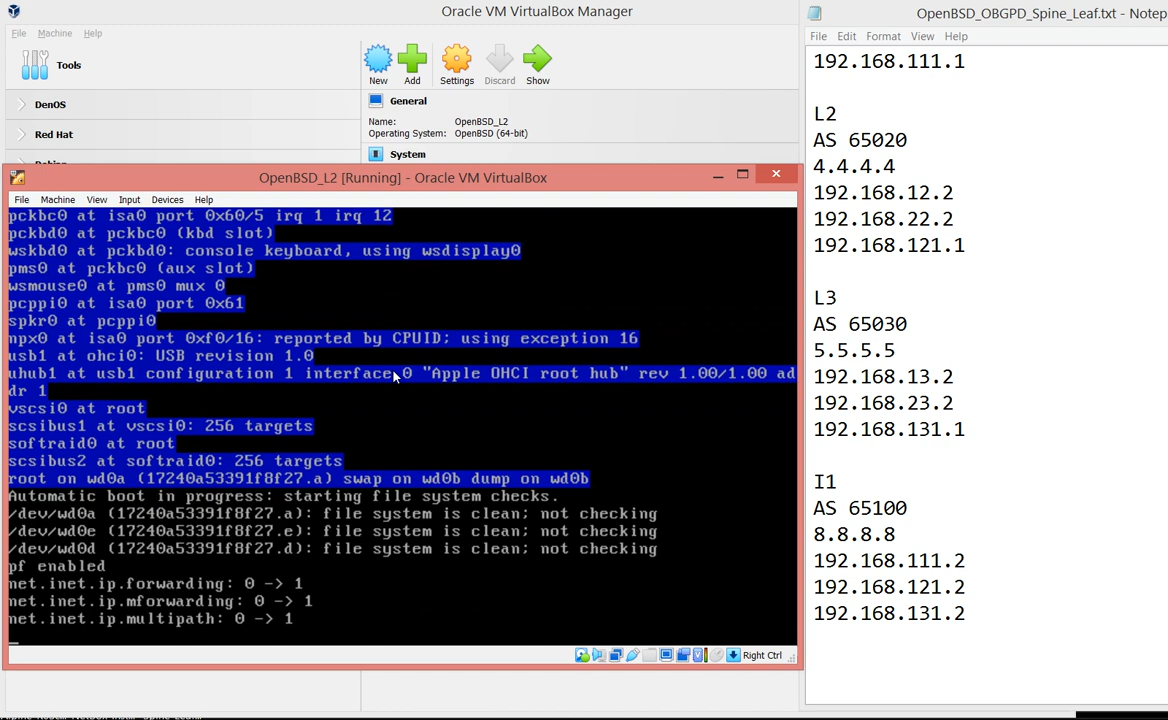 Oracle VM VirtualBox Manager
File Machine Help
Tools
New Add Settings Discard Show
DenOS
Red Hat
General
Name: OpenBSD_L2
Operating System: OpenBSD (64-bit)
System
OpenBSD_L2 [Running] - Oracle VM VirtualBox
File Machine View Input Devices Help
pckbc0 at isa0 port 0x60/5 irq 1 irq 12
pckbd0 at pckbc0 (kbd slot)
wskbd0 at pckbd0: console keyboard, using wsdisplay0
pms0 at pckbc0 (aux slot)
wsmouse0 at pms0 mux 0
pcppi0 at isa0 port 0x61
spkr0 at pcppi0
npx0 at isa0 port 0xf0/16: reported by CPUID; using exception 16
usb1 at ohci0: USB revision 1.0
uhub1 at usb1 configuration 1 interface 0 "Apple OHCI root hub" rev 1.00/1.00 ad
dr 1
vscsi0 at root
scsibus1 at vscsi0: 256 targets
softraid0 at root
scsibus2 at softraid0: 256 targets
root on wd0a (17240a53391f8f27.a) swap on wd0b dump on wd0b
Automatic boot in progress: starting file system checks.
/dev/wd0a (17240a53391f8f27.a): file system is clean; not checking
/dev/wd0e (17240a53391f8f27.e): file system is clean; not checking
/dev/wd0d (17240a53391f8f27.d): file system is clean; not checking
pf enabled
net.inet.ip.forwarding: 0 -> 1
net.inet.ip.mforwarding: 0 -> 1
net.inet.ip.multipath: 0 -> 1
Right Ctrl
OpenBSD_OBGPD_Spine_Leaf.txt - Notep
File Edit Format View Help
192.168.111.1
L2
AS 65020
4.4.4.4
192.168.12.2
192.168.22.2
192.168.121.1
L3
AS 65030
5.5.5.5
192.168.13.2
192.168.23.2
192.168.131.1
I1
AS 65100
8.8.8.8
192.168.111.2
192.168.121.2
192.168.131.2